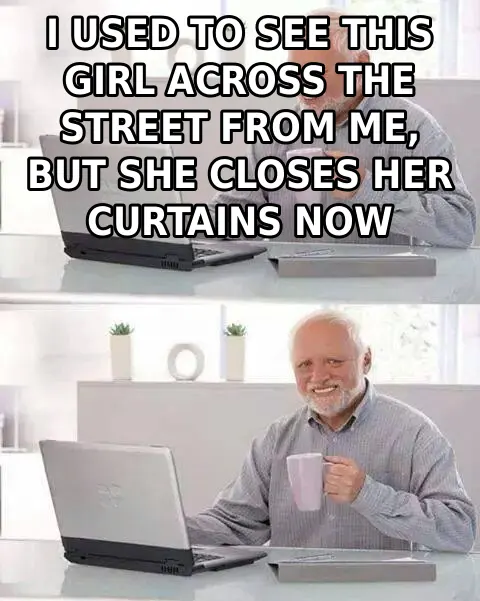 I USED TO SEE THIS
GIRL ACROSS THE
STREET FROM ME,
BUT SHE CLOSES HER
CURTAINS NOW